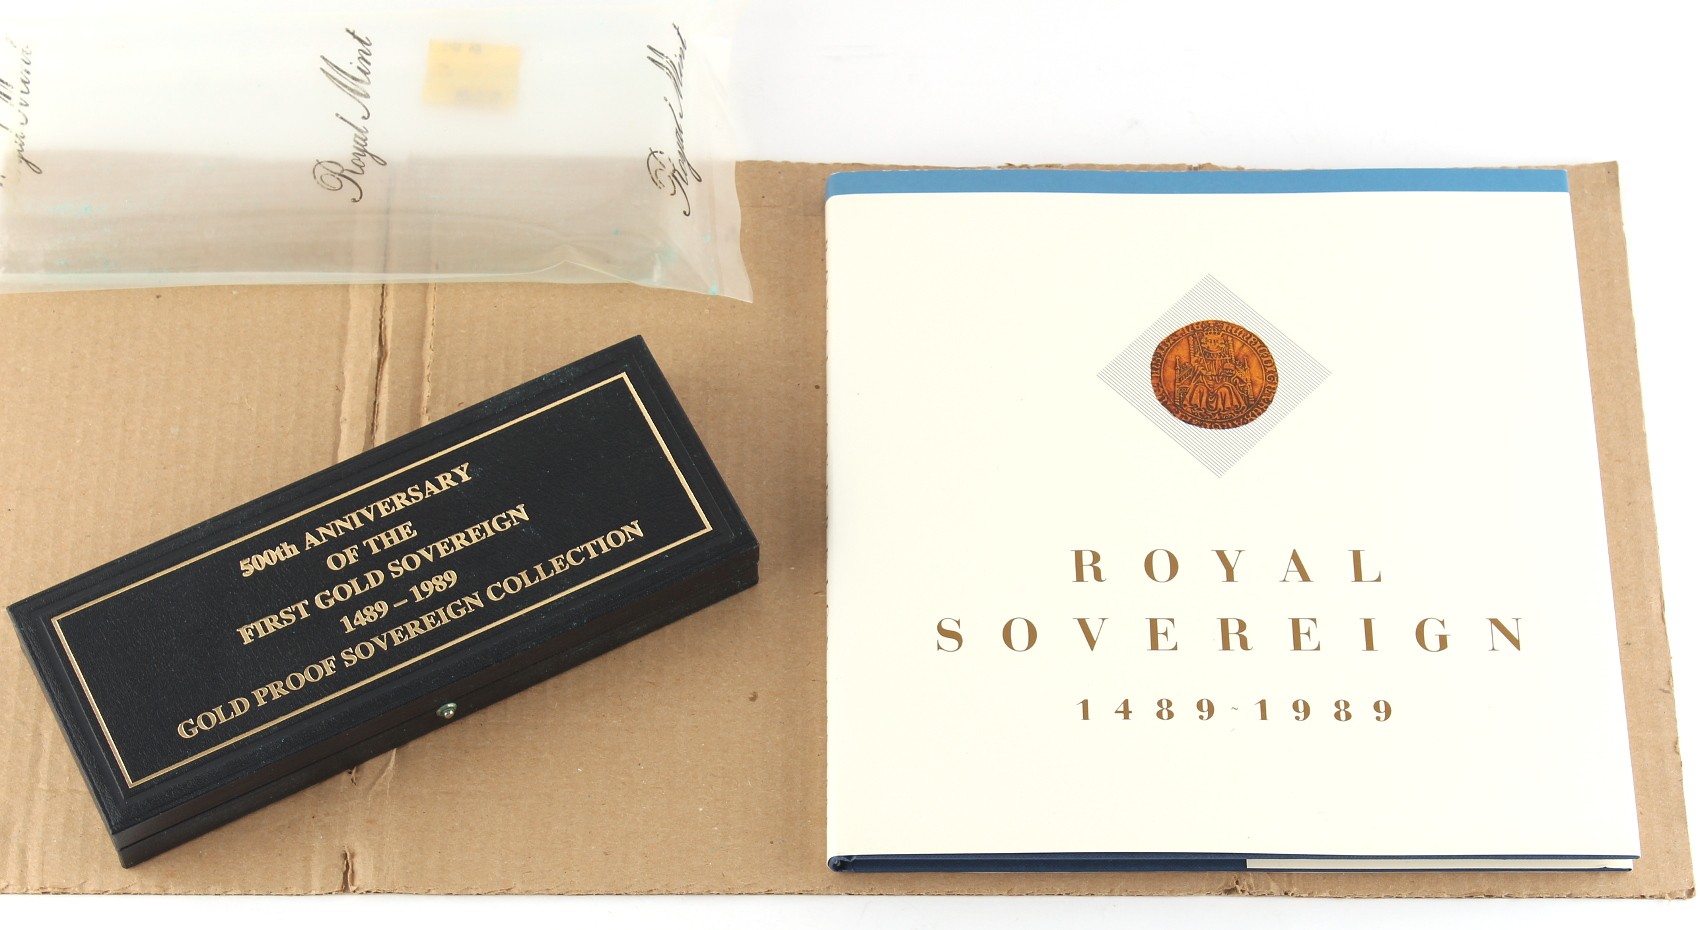 Royal Mint
Royal Mint
500th ANNIVERSARY
OF THE
FIRST GOLD SOVEREIGN
1489 – 1989
GOLD PROOF SOVEREIGN COLLECTION
ROYAL
SOVEREIGN
1489~1989